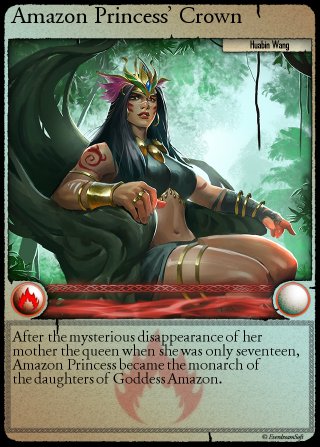 Amazon Princess' Crown
Huabin Wang
After the mysterious disappearance of her
mother the queen when she was only seventeen,
Amazon Princess became the monarch of
the daughters of Goddess Amazon.
© EverdreamSoft